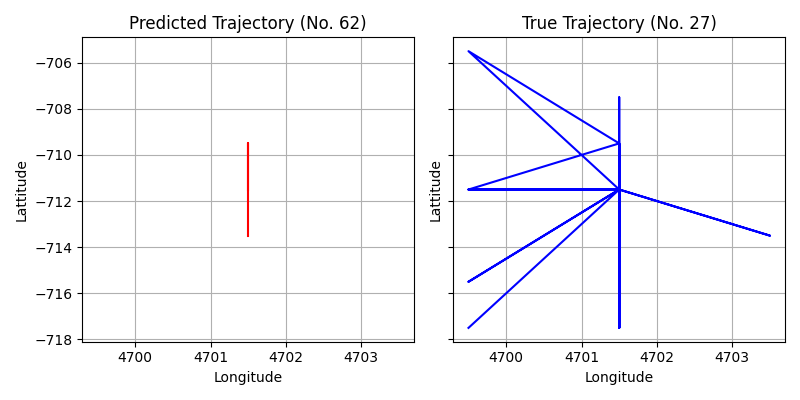 Predicted Trajectory (No. 62)
True Trajectory (No. 27)
Lattitude
−706
−708
−710
−712
−714
−716
−718
4700
4701
4702
4703
Longitude
Lattitude
4700
4701
4702
4703
Longitude